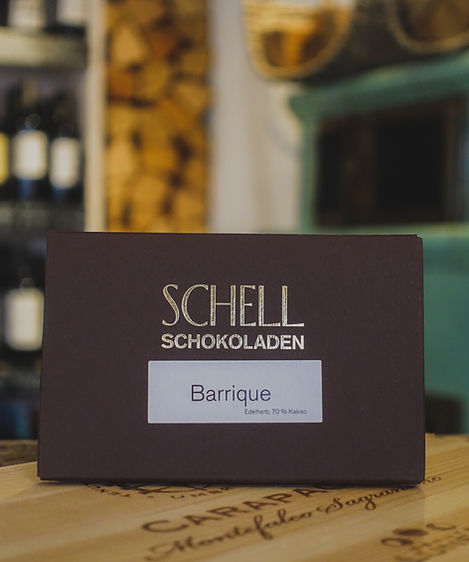 SCHELL
SCHOKOLADEN
Barrique
Edelherb, 70 % Kakao
CARAPA
Montefalco Sagrantino